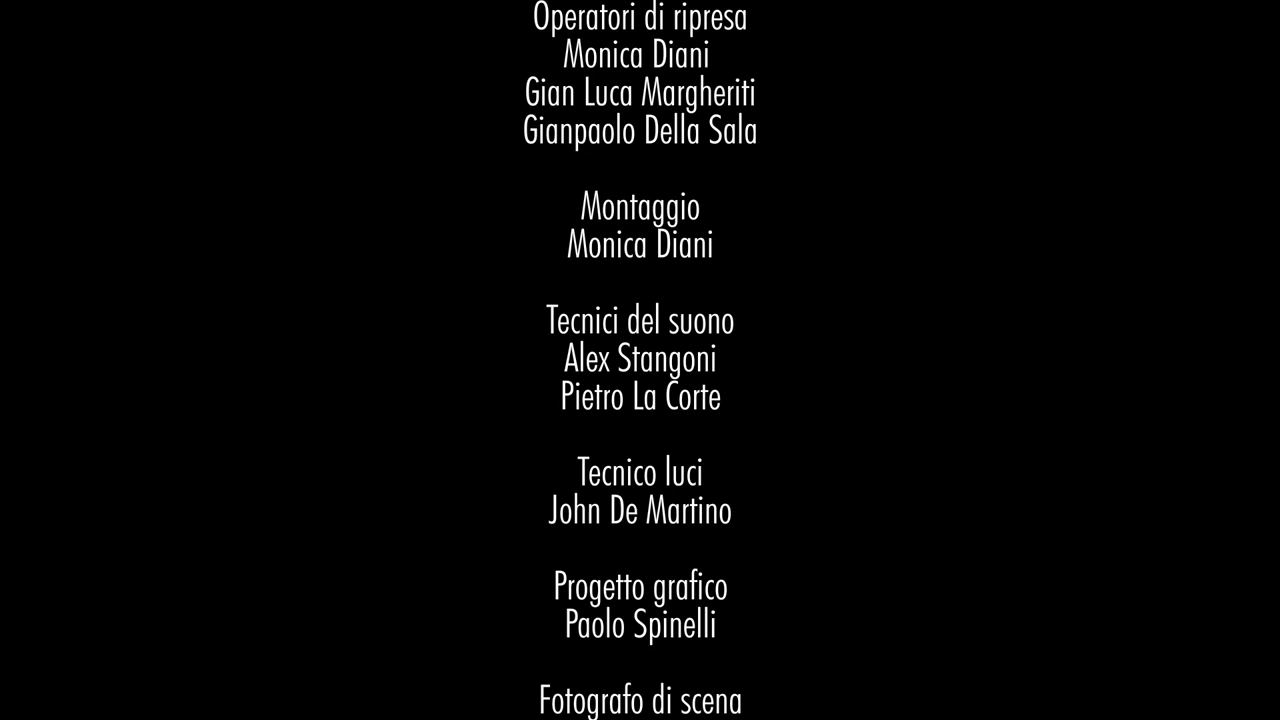 Operatori di ripresa
Monica Diani
Gian Luca Margheriti
Gianpaolo Della Sala
Montaggio
Monica Diani
Tecnici del suono
Alex Stangoni
Pietro La Corte
Tecnico luci
John De Martino
Progetto grafico
Paolo Spinelli
Fotografo di scena